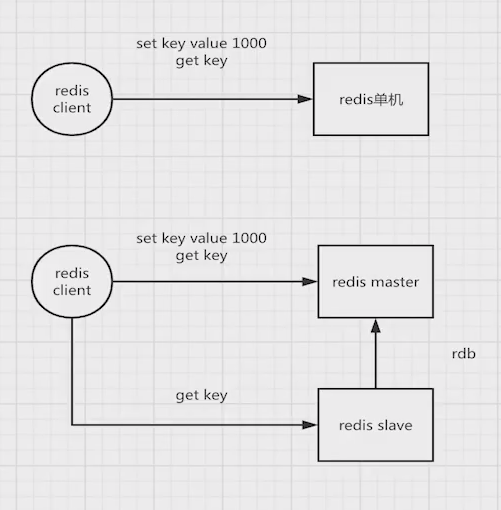 set key value 1000
get key
redis
client
redis单机
set key value 1000
get key
redis
client
redis master
rdb
get key
redis slave